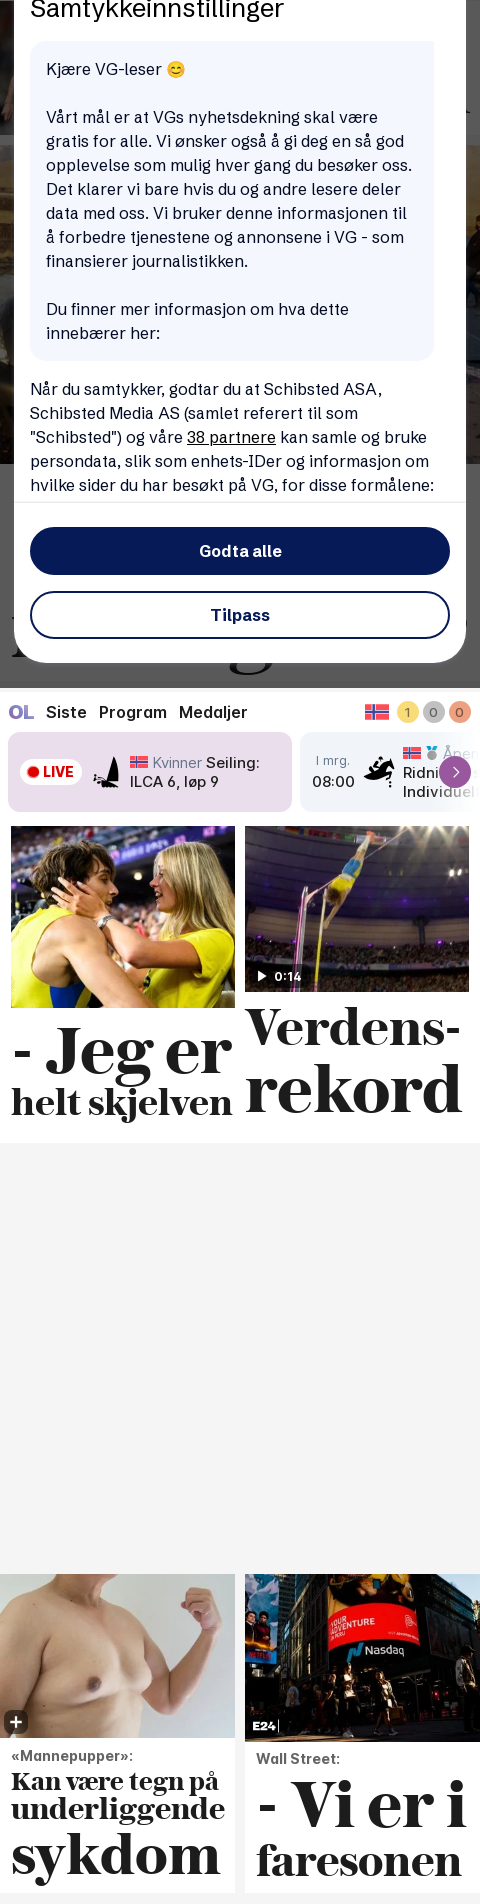 Samtykkeinnstillinger
Kjære VG-leser 😊
Vårt mål er at VGs nyhetsdekning skal være
gratis for alle. Vi ønsker også å gi deg en så god
opplevelse som mulig hver gang du besøker oss.
Det klarer vi bare hvis du og andre lesere deler
data med oss. Vi bruker denne informasjonen til
å forbedre tjenestene og annonsene i VG - som
finansierer journalistikken.
Du finner mer informasjon om hva dette
innebærer her:
Når du samtykker, godtar du at Schibsted ASA,
Schibsted Media AS (samlet referert til som
"Schibsted") og våre 38 partnere kan samle og bruke
persondata, slik som enhets-IDer og informasjon om
hvilke sider du har besøkt på VG, for disse formålene:
Godta alle
Tilpass
OL Siste Program Medaljer 1 0 0
LIVE
Kvinner Seiling:
ILCA 6, løp 9
I mrg.
08:00
0:14
- Jeg er
helt skjelven
Verdens-
rekord
YOUR
ADVENTURE
Nasdaq
NETFLIX
E24
«Mannepupper»:
Kan være tegn på
underliggende
sykdom
Wall Street:
- Vi er i
faresonen